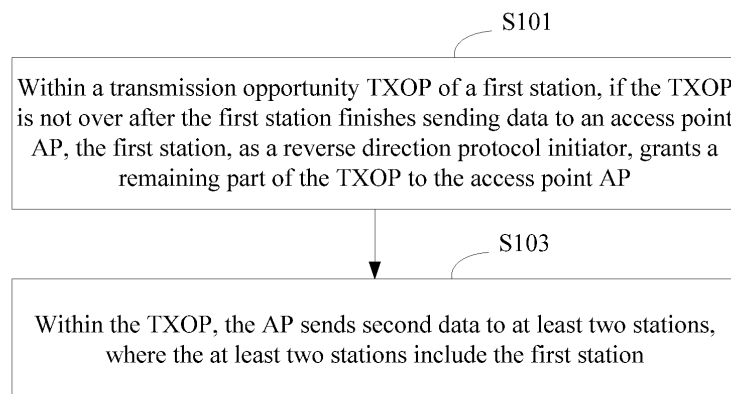 S101
Within a transmission opportunity TXOP of a first station, if the TXOP
is not over after the first station finishes sending data to an access point
AP, the first station, as a reverse direction protocol initiator, grants a
remaining part of the TXOP to the access point AP
S103
Within the TXOP, the AP sends second data to at least two stations,
where the at least two stations include the first station